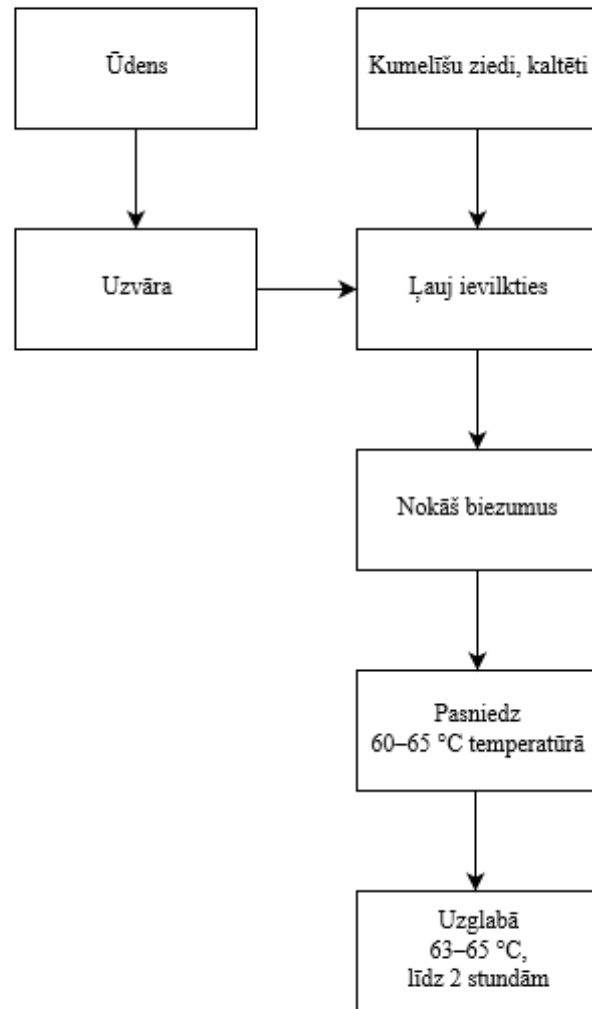 Ūdens
Kumelīšu ziedi, kaltēti
Uzvāra
Ļauj ievilkties
Nokāš biezumus
Pasniedz
60–65 °C temperatūrā
Uzglabā
63–65 °C,
līdz 2 stundām